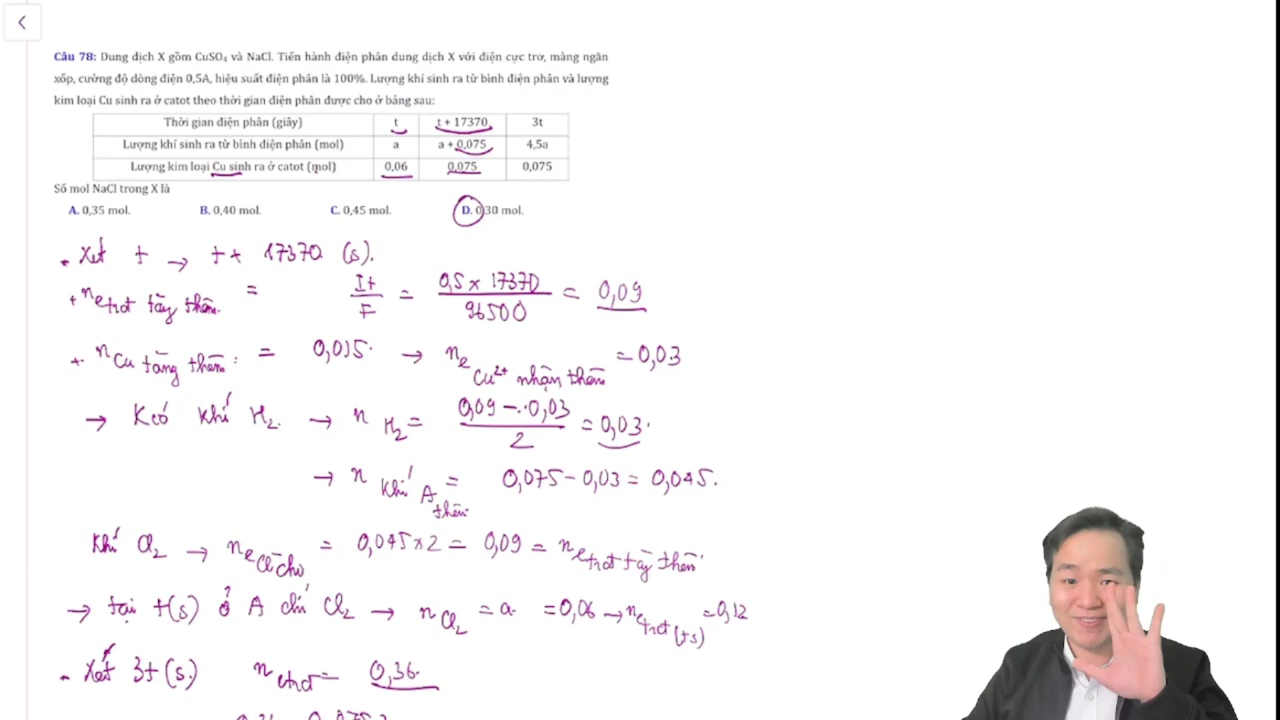 Câu 78: Dung dịch X gồm CuSO₄ và NaCl. Tiến hành điện phân dung dịch X với điện cực trơ, màng ngăn
xốp, cường độ dòng điện 0,5A, hiệu suất điện phân là 100%. Lượng khí sinh ra từ bình điện phân và lượng
kim loại Cu sinh ra ở catot theo thời gian điện phân được cho ở bảng sau:
Thời gian điện phân (giây) t t + 17370 3t
Lượng khí sinh ra từ bình điện phân (mol) a a + 0,075 4,5a
Lượng kim loại Cu sinh ra ở catot (mol) 0,06 0,075 0,075
Số mol NaCl trong X là
A. 0,35 mol. B. 0,40 mol. C. 0,45 mol. D. 0,30 mol.
. Xét t → t + 17370 (s).
+ n e trđ tăng thêm = It/F = 0,5 x 17370 / 96500 = 0,09
+ n Cu tăng thêm = 0,015. → n e Cu²⁺ nhận thêm = 0,03
→ K có khí H₂. → n H₂ = 0,09 - 0,03 / 2 = 0,03.
→ n khí A thêm = 0,075 - 0,03 = 0,045.
Khí Cl₂ → n e Cl⁻ cho = 0,045 x 2 = 0,09 = n e trđ tăng thêm
→ tại t(s) ở A chỉ Cl₂ → n Cl₂ = a = 0,06 → n e trđ (ts) = 0,12
- Xét 3t (s) n e trđ = 0,36.